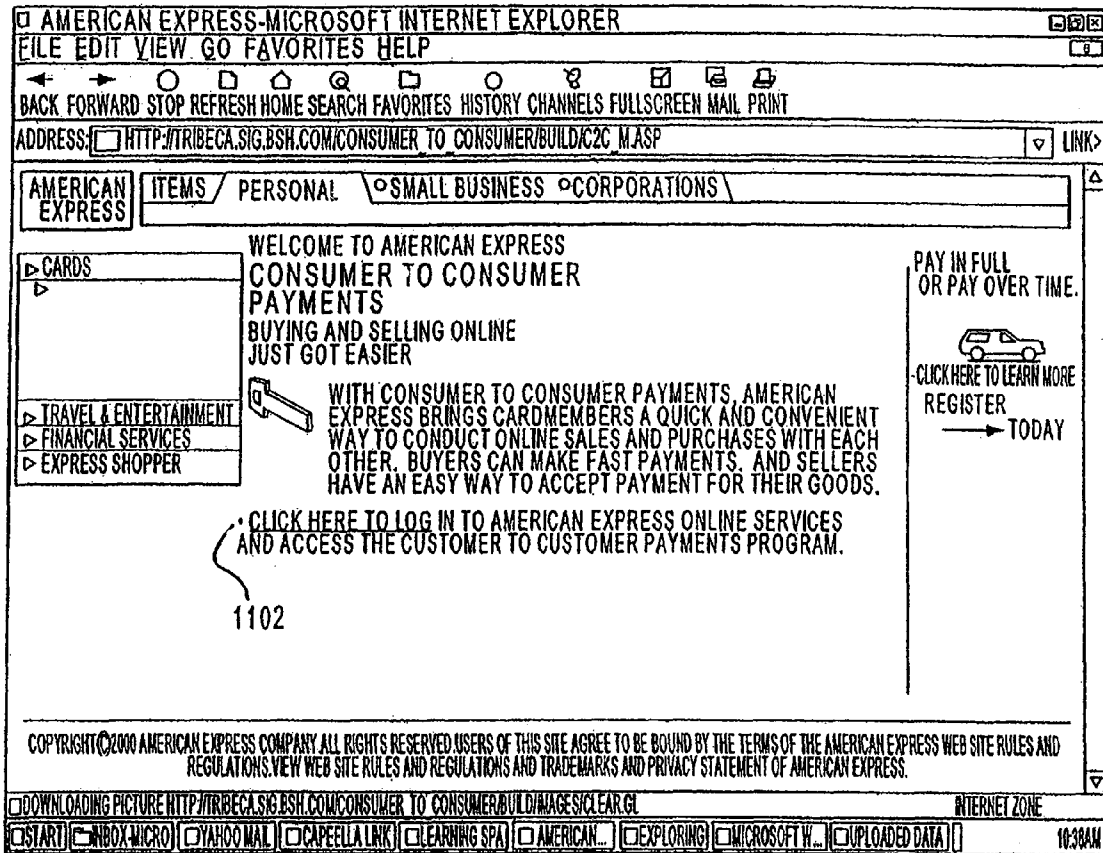 AMERICAN EXPRESS-MICROSOFT INTERNET EXPLORER
FILE EDIT VIEW GO FAVORITES HELP
BACK FORWARD STOP REFRESH HOME SEARCH FAVORITES HISTORY CHANNELS FULLSCREEN MAIL PRINT
ADDRESS: HTTP://TRIBECA.SIG.BSH.COM/CONSUMER_TO_CONSUMER/BUILD/C2C_M.ASP LINK>
AMERICAN EXPRESS
ITEMS / PERSONAL \ SMALL BUSINESS CORPORATIONS \
CARDS
TRAVEL & ENTERTAINMENT
FINANCIAL SERVICES
EXPRESS SHOPPER
WELCOME TO AMERICAN EXPRESS
CONSUMER TO CONSUMER
PAYMENTS
BUYING AND SELLING ONLINE
JUST GOT EASIER
WITH CONSUMER TO CONSUMER PAYMENTS, AMERICAN
EXPRESS BRINGS CARDMEMBERS A QUICK AND CONVENIENT
WAY TO CONDUCT ONLINE SALES AND PURCHASES WITH EACH
OTHER. BUYERS CAN MAKE FAST PAYMENTS. AND SELLERS
HAVE AN EASY WAY TO ACCEPT PAYMENT FOR THEIR GOODS.
• CLICK HERE TO LOG IN TO AMERICAN EXPRESS ONLINE SERVICES
AND ACCESS THE CUSTOMER TO CUSTOMER PAYMENTS PROGRAM.
1102
PAY IN FULL
OR PAY OVER TIME.
-CLICK HERE TO LEARN MORE
REGISTER
TODAY
COPYRIGHT©2000 AMERICAN EXPRESS COMPANY. ALL RIGHTS RESERVED.USERS OF THIS SITE AGREE TO BE BOUND BY THE TERMS OF THE AMERICAN EXPRESS WEB SITE RULES AND
REGULATIONS.VIEW WEB SITE RULES AND REGULATIONS AND TRADEMARKS AND PRIVACY STATEMENT OF AMERICAN EXPRESS.
DOWNLOADING PICTURE HTTP://TRIBECA.SIG.BSH.COM/CONSUMER_TO_CONSUMER/BUILD/IMAGES/CLEAR.GL INTERNET ZONE
START INBOX-MICRO YAHOO MAIL CAPEELLA LINK LEARNING SPA AMERICAN... EXPLORING MICROSOFT W... UPLOADED DATA 10:38AM